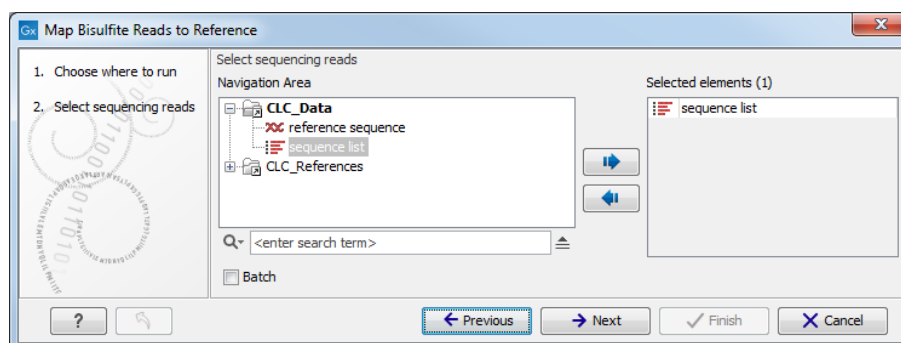 Gx Map Bisulfite Reads to Reference
1. Choose where to run
2. Select sequencing reads
Select sequencing reads
Navigation Area
CLC_Data
reference sequence
sequence list
CLC_References
<enter search term>
Batch
Selected elements (1)
sequence list
? Previous Next Finish Cancel